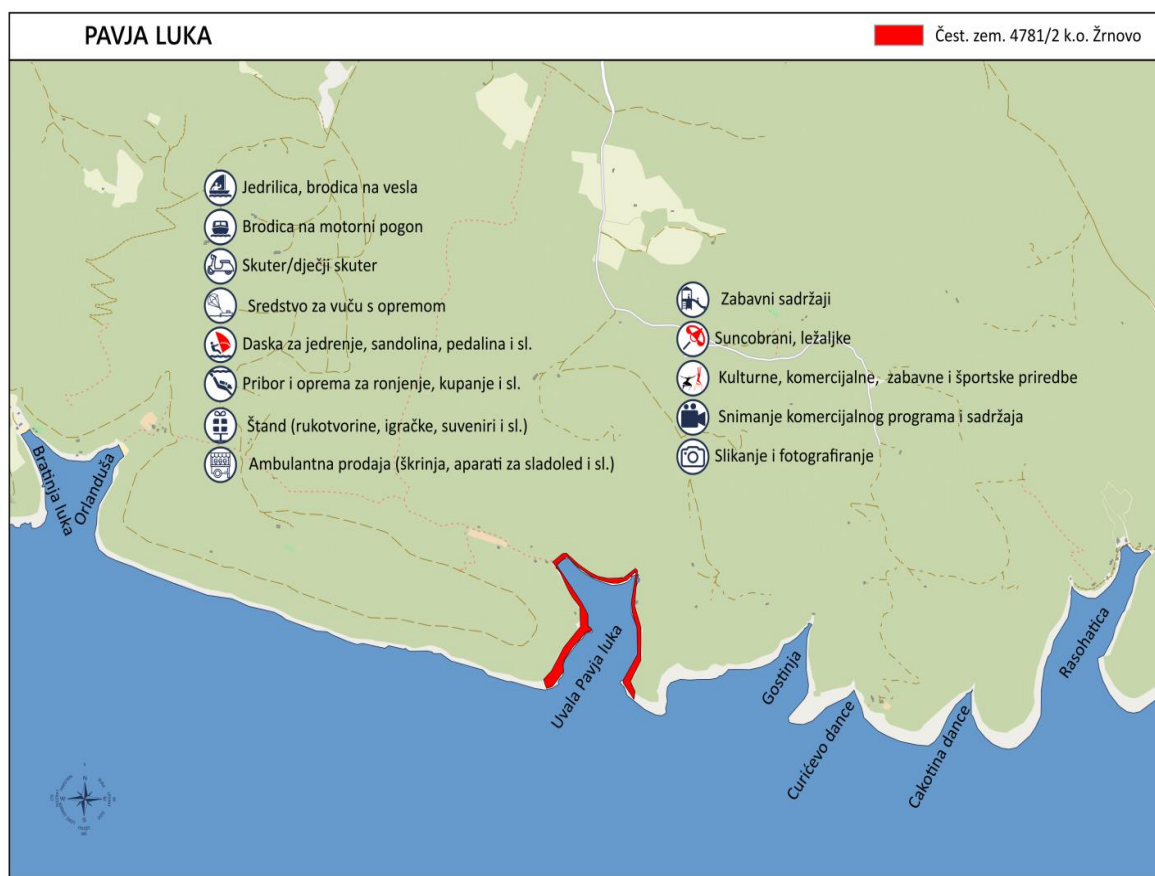 PAVJA LUKA
Čest. zem. 4781/2 k.o. Žrnovo
Jedrilica, brodica na vesla
Brodica na motorni pogon
Skuter/dječji skuter
Sredstvo za vuču s opremom
Daska za jedrenje, sandolina, pedalina i sl.
Pribor i oprema za ronjenje, kupanje i sl.
Štand (rukotvorine, igračke, suveniri i sl.)
Ambulantna prodaja (škrinja, aparati za sladoled i sl.)
Zabavni sadržaji
Suncobrani, ležaljke
Kulturne, komercijalne, zabavne i športske priredbe
Snimanje komercijalnog programa i sadržaja
Slikanje i fotografiranje
Bratinja luka
Orlanduša
Uvala Pavja luka
Gostinja
Curićevo dance
Cakotina dance
Rasohatica